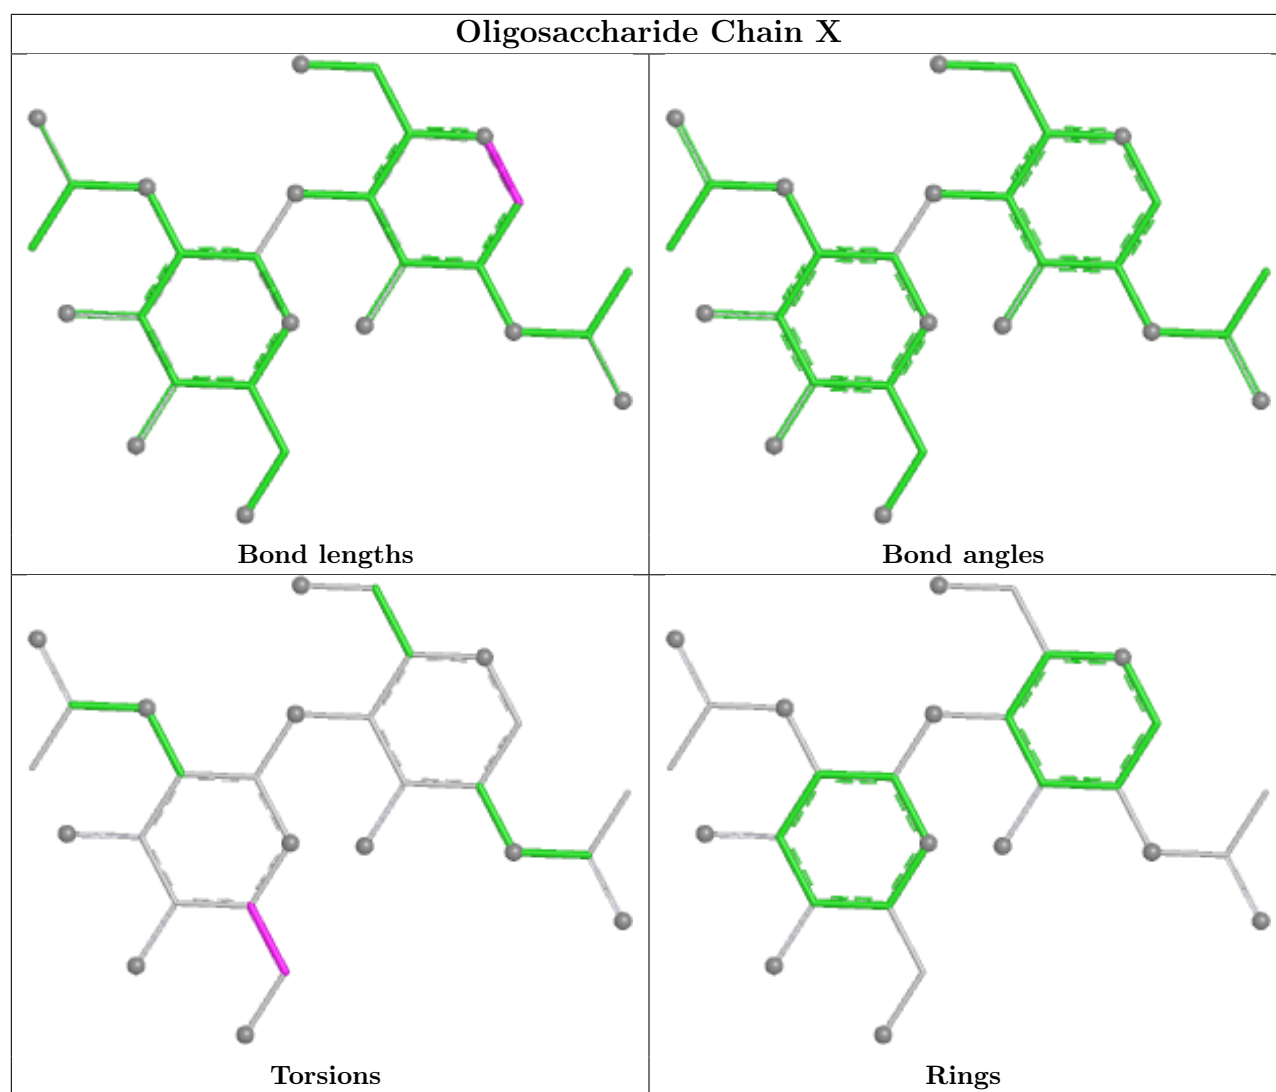 Oligosaccharide Chain X
Bond lengths
Bond angles
Torsions
Rings